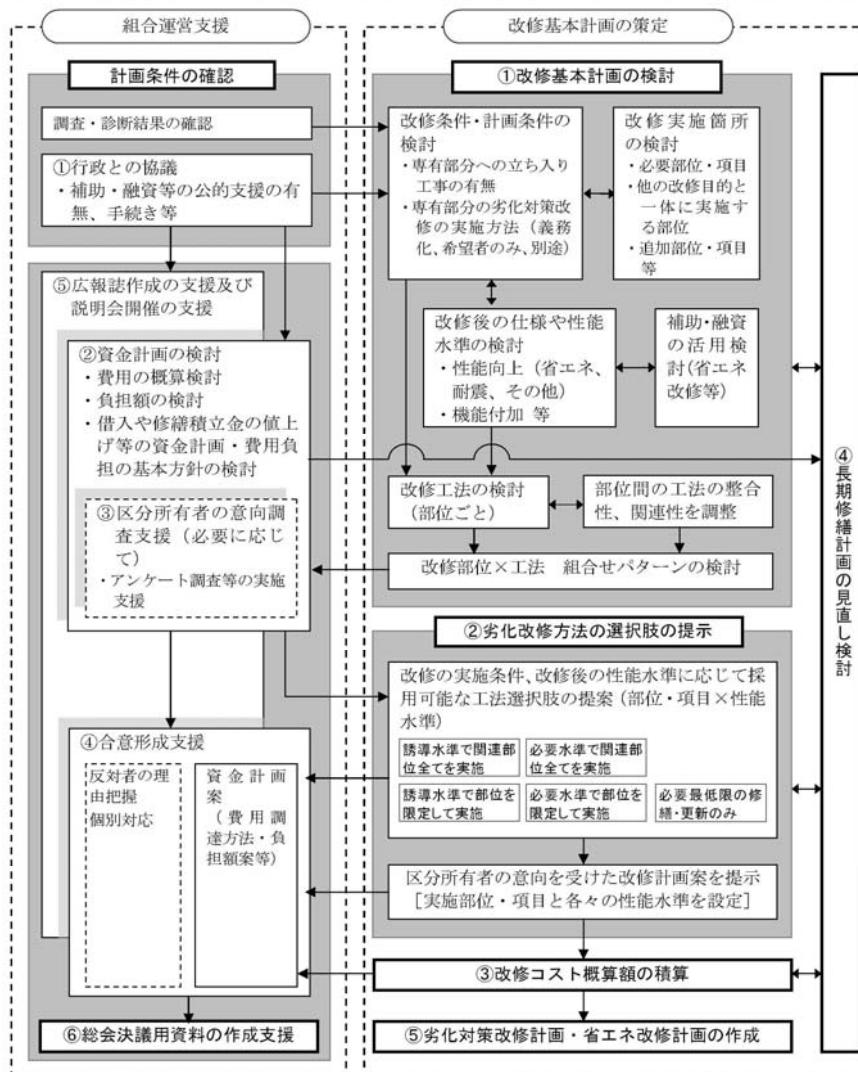 組合運営支援
計画条件の確認
調査・診断結果の確認
①行政との協議
・補助・融資等の公的支援の有
無、手続き等
⑤広報誌作成の支援及び
説明会開催の支援
②資金計画の検討
・費用の概算検討
・負担額の検討
・借入や修繕積立金の値上
げ等の資金計画・費用負
担の基本方針の検討
③区分所有者の意向調
査支援（必要に応じ
て）
・アンケート調査等の実施
支援
④合意形成支援
反対者の理
由把握
個別対応
資金計画
案
（費用調
達方法・負
担額案等）
⑥総会決議用資料の作成支援
改修基本計画の策定
①改修基本計画の検討
改修条件・計画条件の
検討
・専有部分への立ち入り
工事の有無
・専有部分の劣化対策改
修の実施方法（義務
化、希望者のみ、別途）
改修実施箇所
の検討
・必要部位・項目
・他の改修目的と
一体に実施す
る部位
・追加部位・項目
等
改修後の仕様や性能
水準の検討
・性能向上（省エネ、
耐震、その他）
・機能付加 等
補助・融資
の活用検
討（省エネ
改修等）
改修工法の検討
（部位ごと）
部位間の工法の整合
性、関連性を調整
改修部位×工法　組合せパターンの検討
②劣化改修方法の選択肢の提示
改修の実施条件、改修後の性能水準に応じて採
用可能な工法選択肢の提案（部位・項目×性能
水準）
誘導水準で関連部
位全てを実施
必要水準で関連部
位全てを実施
誘導水準で部位を
限定して実施
必要水準で部位を
限定して実施
必要最低限の修
繕・更新のみ
区分所有者の意向を受けた改修計画案を提示
［実施部位・項目と各々の性能水準を設定］
③改修コスト概算額の積算
⑤劣化対策改修計画・省エネ改修計画の作成
④長期修繕計画の見直し検討